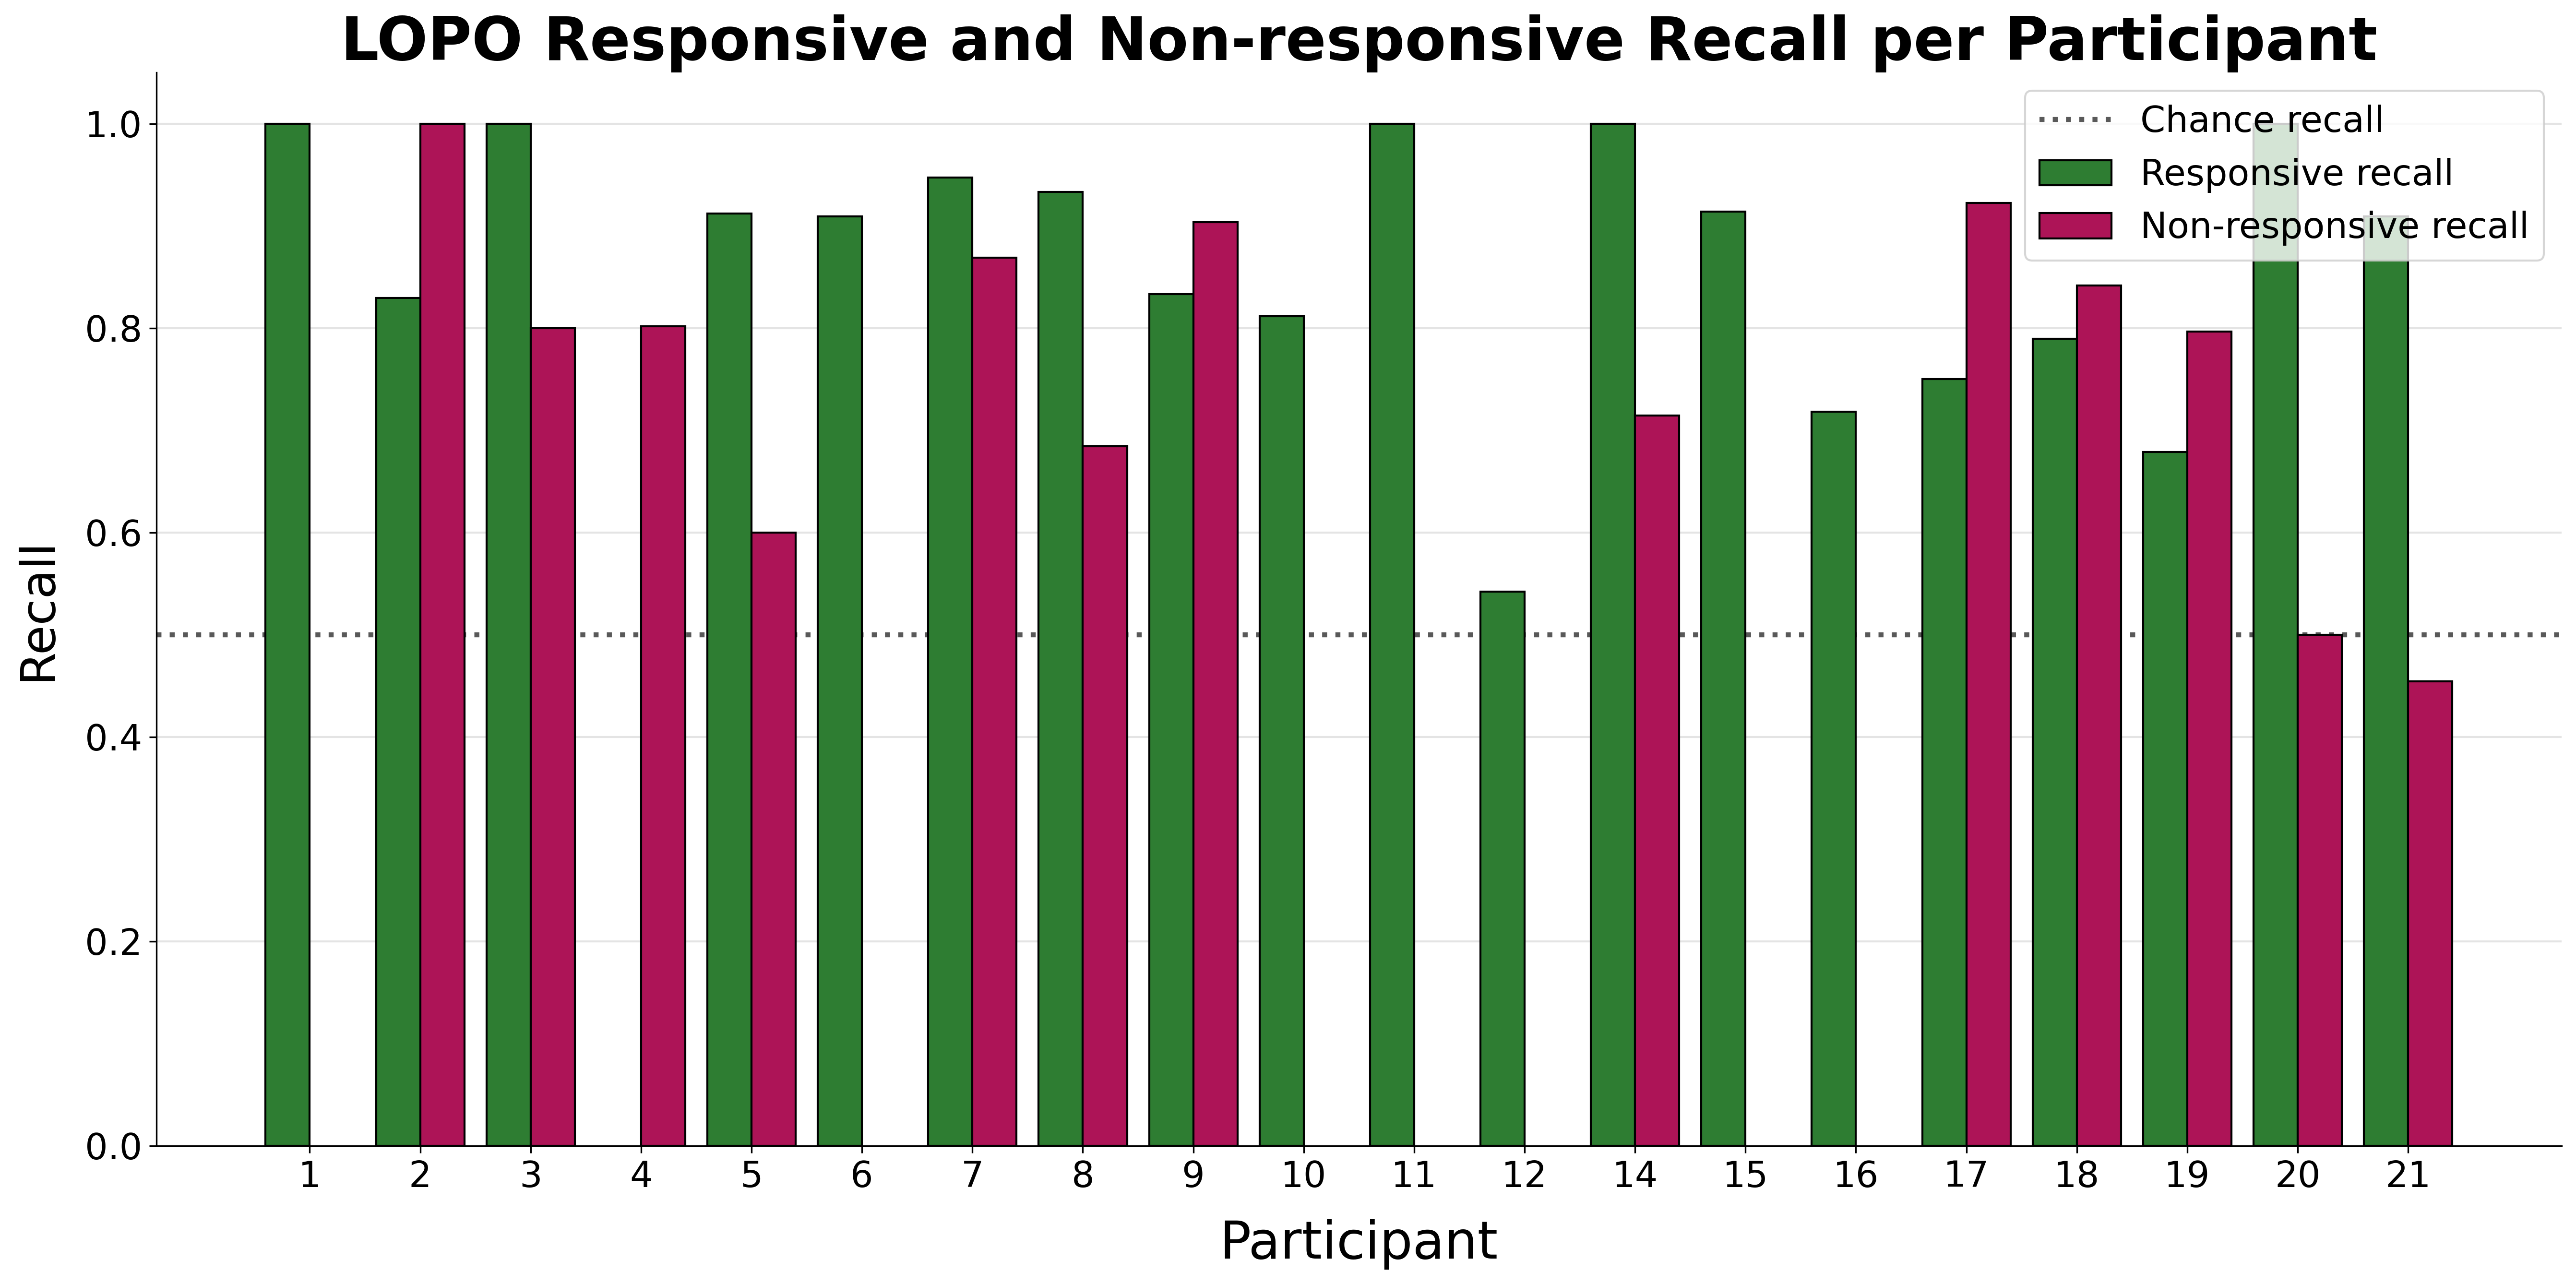 LOPO Responsive and Non-responsive Recall per Participant
Chance recall
Responsive recall
Non-responsive recall
1.0
0.8
0.6
0.4
0.2
0.0
Recall
1 2 3 4 5 6 7 8 9 10 11 12 14 15 16 17 18 19 20 21
Participant